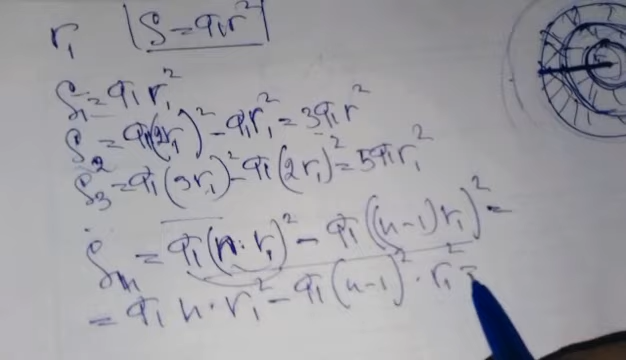 r₁ S=πr²
S₁=πr₁²
S₂=π(2r₁)²-πr₁²=3πr²
S₃=π(3r₁)²-π(2r₁)²=5πr₁²
Sₙ=π(n·r₁)²-π((n-1)r₁)²=
=πn·r₁²-π(n-1)²·r₁²=